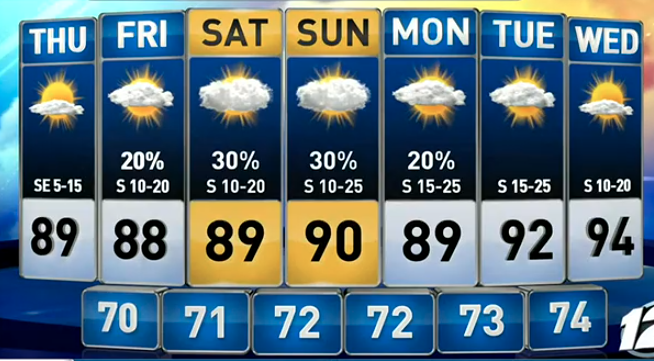 THU FRI SAT SUN MON TUE WED
20% 30% 30% 20%
SE 5-15 S 10-20 S 10-20 S 10-25 S 15-25 S 15-25 S 10-20
89 88 89 90 89 92 94
70 71 72 72 73 74
12